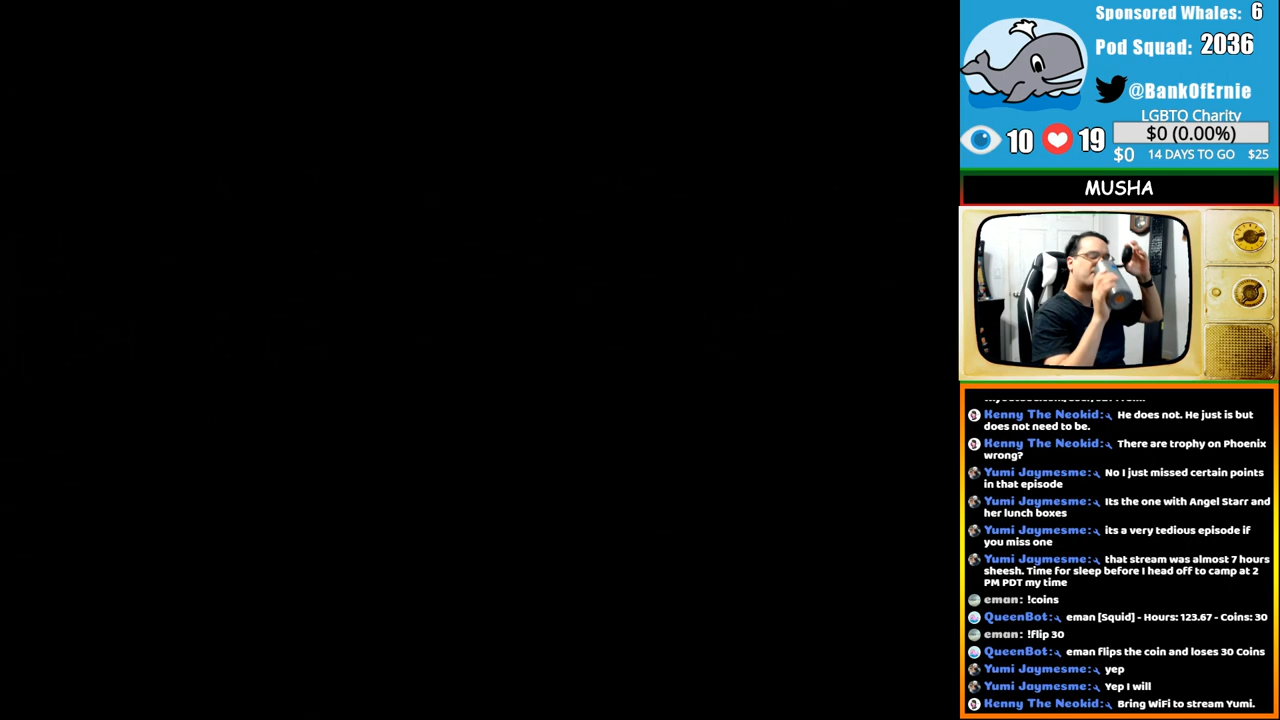 Sponsored Whales: 6
Pod Squad: 2036
@BankOfErnie
LGBTQ Charity
10
19
$0 (0.00%)
$0 14 DAYS TO GO $25
MUSHA
Kenny The Neokid: He does not. He just is but
does not need to be.
Kenny The Neokid: There are trophy on Phoenix
wrong?
Yumi Jaymesme: No I just missed certain points
in that episode
Yumi Jaymesme: Its the one with Angel Starr and
her lunch boxes
Yumi Jaymesme: its a very tedious episode if
you miss one
Yumi Jaymesme: that stream was almost 7 hours
sheesh. Time for sleep before I head off to camp at 2
PM PDT my time
eman: !coins
QueenBot: eman [Squid] - Hours: 123.67 - Coins: 30
eman: !flip 30
QueenBot: eman flips the coin and loses 30 Coins
Yumi Jaymesme: yep
Yumi Jaymesme: Yep I will
Kenny The Neokid: Bring WiFi to stream Yumi.